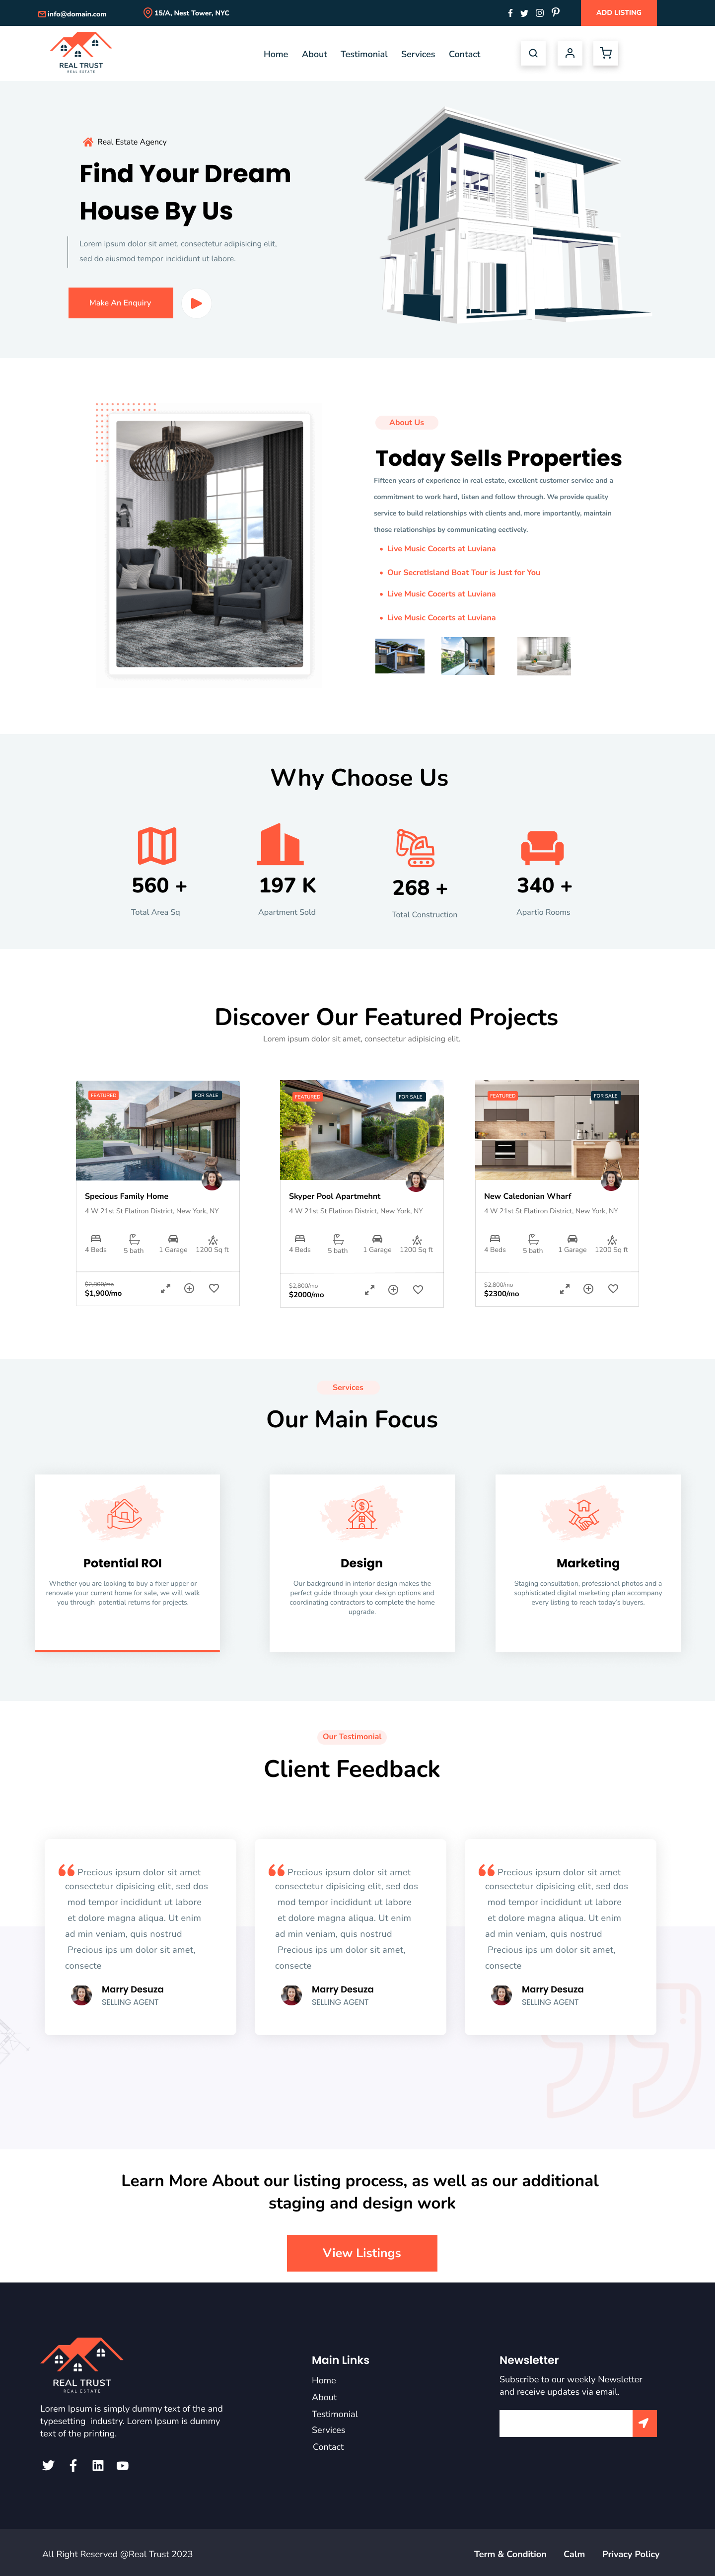 info@domain.com
15/A, Nest Tower, NYC
ADD LISTING
REAL TRUST
REAL ESTATE
Home About Testimonial Services Contact
Real Estate Agency
Find Your Dream
House By Us
Lorem ipsum dolor sit amet, consectetur adipisicing elit,
sed do eiusmod tempor incididunt ut labore.
Make An Enquiry
About Us
Today Sells Properties
Fifteen years of experience in real estate, excellent customer service and a
commitment to work hard, listen and follow through. We provide quality
service to build relationships with clients and, more importantly, maintain
those relationships by communicating eectively.
• Live Music Cocerts at Luviana
• Our SecretIsland Boat Tour is Just for You
• Live Music Cocerts at Luviana
• Live Music Cocerts at Luviana
Why Choose Us
560 +
Total Area Sq
197 K
Apartment Sold
268 +
Total Construction
340 +
Apartio Rooms
Discover Our Featured Projects
Lorem ipsum dolor sit amet, consectetur adipisicing elit.
FEATURED
FOR SALE
Specious Family Home
4 W 21st St Flatiron District, New York, NY
4 Beds
5 bath
1 Garage
1200 Sq ft
$2,800/mo
$1,900/mo
FEATURED
FOR SALE
Skyper Pool Apartmehnt
4 W 21st St Flatiron District, New York, NY
4 Beds
5 bath
1 Garage
1200 Sq ft
$2,800/mo
$2000/mo
FEATURED
FOR SALE
New Caledonian Wharf
4 W 21st St Flatiron District, New York, NY
4 Beds
5 bath
1 Garage
1200 Sq ft
$2,800/mo
$2300/mo
Services
Our Main Focus
Potential ROI
Whether you are looking to buy a fixer upper or
renovate your current home for sale, we will walk
you through potential returns for projects.
Design
Our background in interior design makes the
perfect guide through your design options and
coordinating contractors to complete the home
upgrade.
Marketing
Staging consultation, professional photos and a
sophisticated digital marketing plan accompany
every listing to reach today's buyers.
Our Testimonial
Client Feedback
Precious ipsum dolor sit amet
consectetur dipisicing elit, sed dos
mod tempor incididunt ut labore
et dolore magna aliqua. Ut enim
ad min veniam, quis nostrud
Precious ips um dolor sit amet,
consecte
Marry Desuza
SELLING AGENT
Precious ipsum dolor sit amet
consectetur dipisicing elit, sed dos
mod tempor incididunt ut labore
et dolore magna aliqua. Ut enim
ad min veniam, quis nostrud
Precious ips um dolor sit amet,
consecte
Marry Desuza
SELLING AGENT
Precious ipsum dolor sit amet
consectetur dipisicing elit, sed dos
mod tempor incididunt ut labore
et dolore magna aliqua. Ut enim
ad min veniam, quis nostrud
Precious ips um dolor sit amet,
consecte
Marry Desuza
SELLING AGENT
Learn More About our listing process, as well as our additional
staging and design work
View Listings
REAL TRUST
REAL ESTATE
Lorem Ipsum is simply dummy text of the and
typesetting industry. Lorem Ipsum is dummy
text of the printing.
Main Links
Home
About
Testimonial
Services
Contact
Newsletter
Subscribe to our weekly Newsletter
and receive updates via email.
All Right Reserved @Real Trust 2023
Term & Condition Calm Privacy Policy